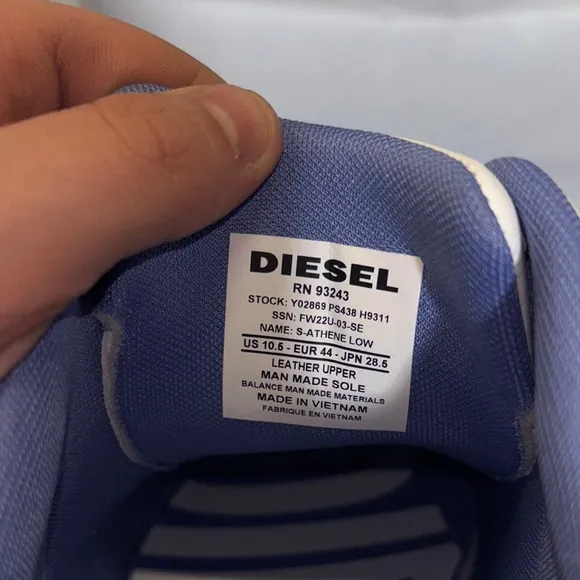 DIESEL
RN 93243
STOCK: Y02869 PS438 H9311
SSN: FW22U-03-SE
NAME: S-ATHENE LOW
US 10.5 - EUR 44 - JPN 28.5
LEATHER UPPER
MAN MADE SOLE
BALANCE MAN MADE MATERIALS
MADE IN VIETNAM
FABRIQUE EN VIETNAM